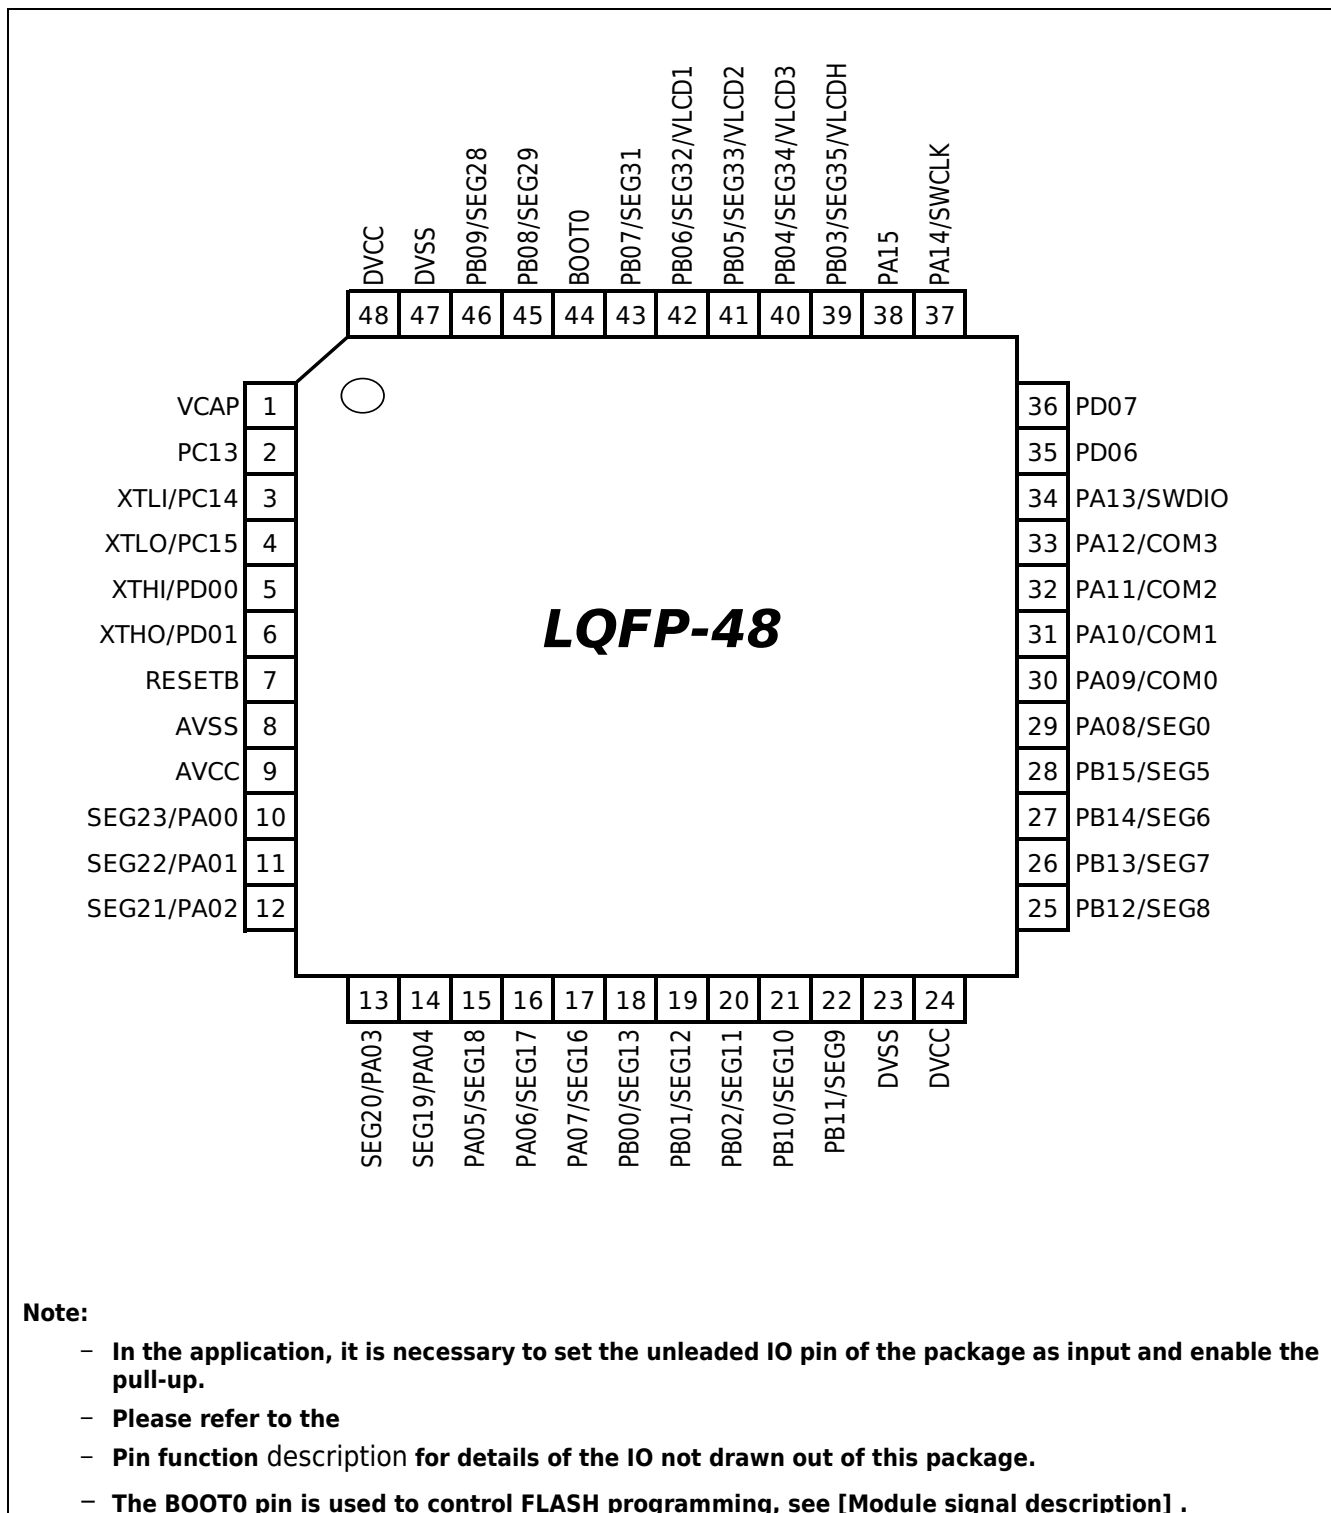 DVCC
DVSS
PB09/SEG28
PB08/SEG29
BOOT0
PB07/SEG31
PB06/SEG32/VLCD1
PB05/SEG33/VLCD2
PB04/SEG34/VLCD3
PB03/SEG35/VLCDH
PA15
PA14/SWCLK
48 47 46 45 44 43 42 41 40 39 38 37
VCAP 1
PC13 2
XTLI/PC14 3
XTLO/PC15 4
XTHI/PD00 5
XTHO/PD01 6
RESETB 7
AVSS 8
AVCC 9
SEG23/PA00 10
SEG22/PA01 11
SEG21/PA02 12
LQFP-48
36 PD07
35 PD06
34 PA13/SWDIO
33 PA12/COM3
32 PA11/COM2
31 PA10/COM1
30 PA09/COM0
29 PA08/SEG0
28 PB15/SEG5
27 PB14/SEG6
26 PB13/SEG7
25 PB12/SEG8
13 14 15 16 17 18 19 20 21 22 23 24
SEG20/PA03
SEG19/PA04
PA05/SEG18
PA06/SEG17
PA07/SEG16
PB00/SEG13
PB01/SEG12
PB02/SEG11
PB10/SEG10
PB11/SEG9
DVSS
DVCC
Note:
– In the application, it is necessary to set the unleaded IO pin of the package as input and enable the
pull-up.
– Please refer to the
– Pin function description for details of the IO not drawn out of this package.
– The BOOT0 pin is used to control FLASH programming, see [Module signal description] .